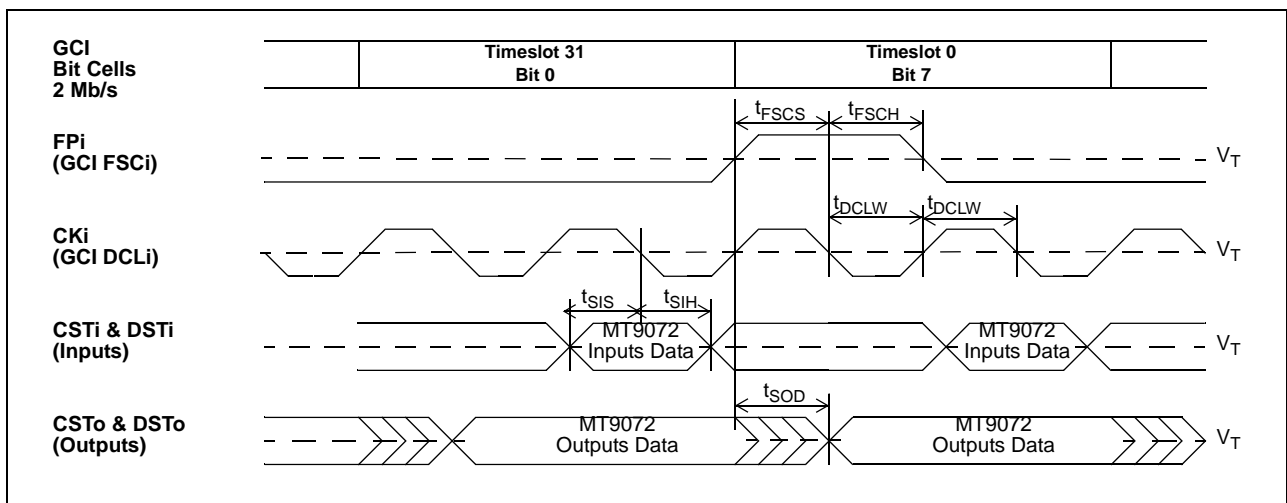 GCI
Bit Cells
2 Mb/s
Timeslot 31
Bit 0
Timeslot 0
Bit 7
FPi
(GCI FSCi)
tFSCS
tFSCH
VT
CKi
(GCI DCLi)
tDCLW
tDCLW
VT
CSTi & DSTi
(Inputs)
tSIS
tSIH
MT9072
Inputs Data
MT9072
Inputs Data
VT
CSTo & DSTo
(Outputs)
MT9072
Outputs Data
tSOD
MT9072
Outputs Data
VT